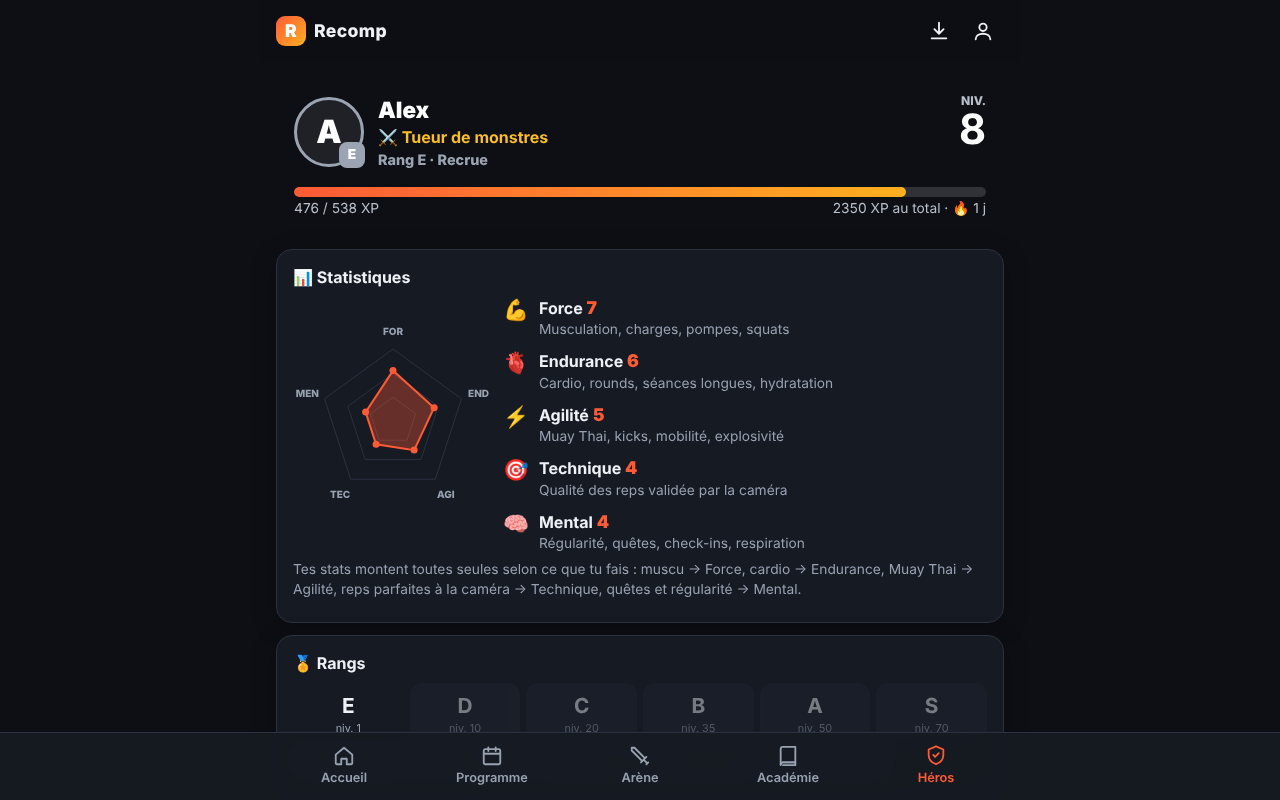 R Recomp
A
E
Alex
⚔️ Tueur de monstres
Rang E · Recrue
NIV.
8
476 / 538 XP
2350 XP au total · 🔥 1 j
📊 Statistiques
FOR
MEN
END
TEC
AGI
💪 Force 7
Musculation, charges, pompes, squats
🫀 Endurance 6
Cardio, rounds, séances longues, hydratation
⚡ Agilité 5
Muay Thai, kicks, mobilité, explosivité
🎯 Technique 4
Qualité des reps validée par la caméra
🧠 Mental 4
Régularité, quêtes, check-ins, respiration
Tes stats montent toutes seules selon ce que tu fais : muscu → Force, cardio → Endurance, Muay Thai →
Agilité, reps parfaites à la caméra → Technique, quêtes et régularité → Mental.
🏅 Rangs
E D C B A S
niv. 1 niv. 10 niv. 20 niv. 35 niv. 50 niv. 70
Accueil Programme Arène Académie Héros